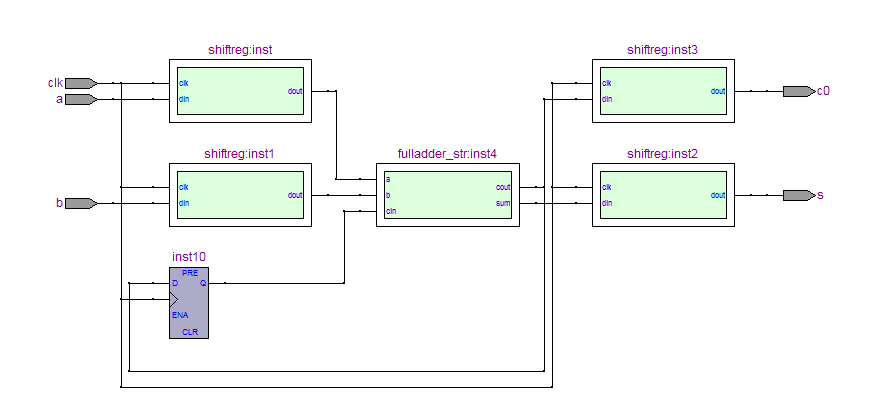 shiftreg:inst
clk
a
clk
din
dout
shiftreg:inst3
clk
din
dout
c0
shiftreg:inst1
b
clk
din
dout
fulladder_str:inst4
a
b
cin
cout
sum
shiftreg:inst2
clk
din
dout
s
inst10
PRE
D
Q
ENA
CLR